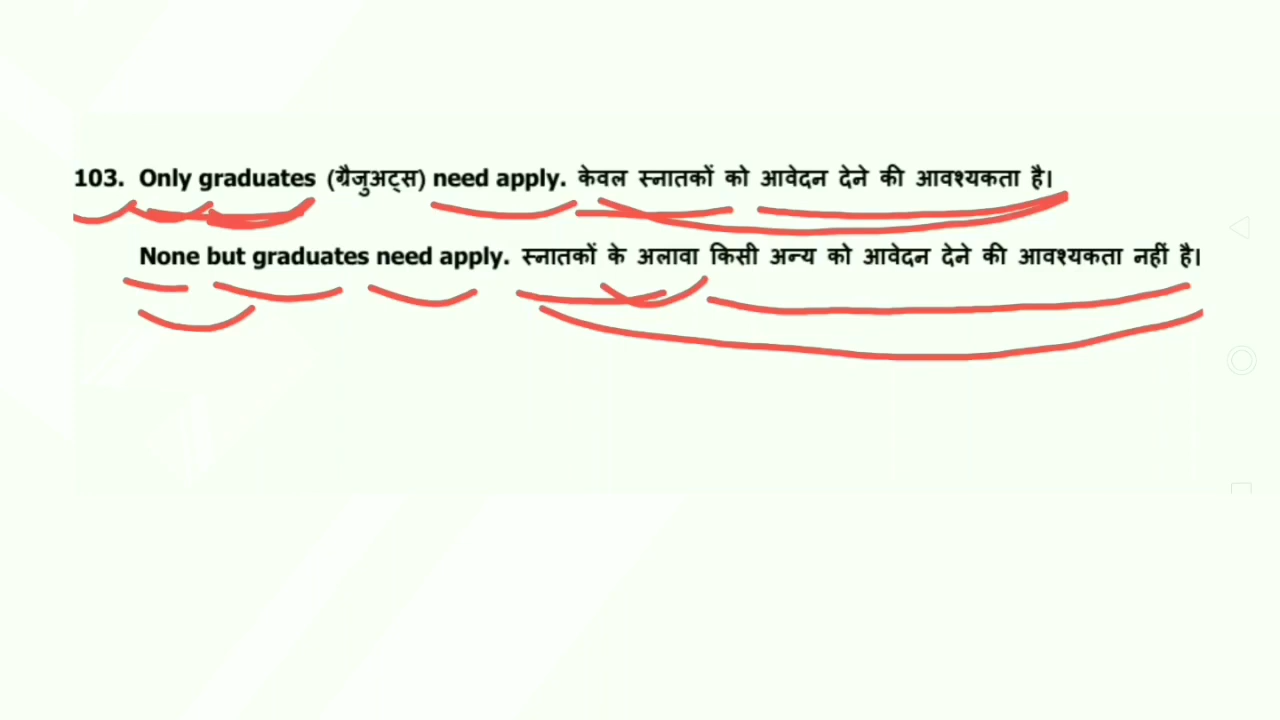 103. Only graduates (ग्रैजुअट्स) need apply. केवल स्नातकों को आवेदन देने की आवश्यकता है।
None but graduates need apply. स्नातकों के अलावा किसी अन्य को आवेदन देने की आवश्यकता नहीं है।